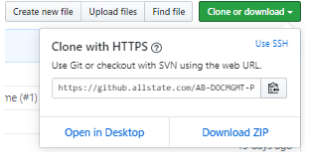 Create new file Upload files Find file Clone or download
Clone with HTTPS Use SSH
Use Git or checkout with SVN using the web URL.
https://github.allstate.com/AB-DOCMGMT-P
me (#1)
Open in Desktop Download ZIP
days ago